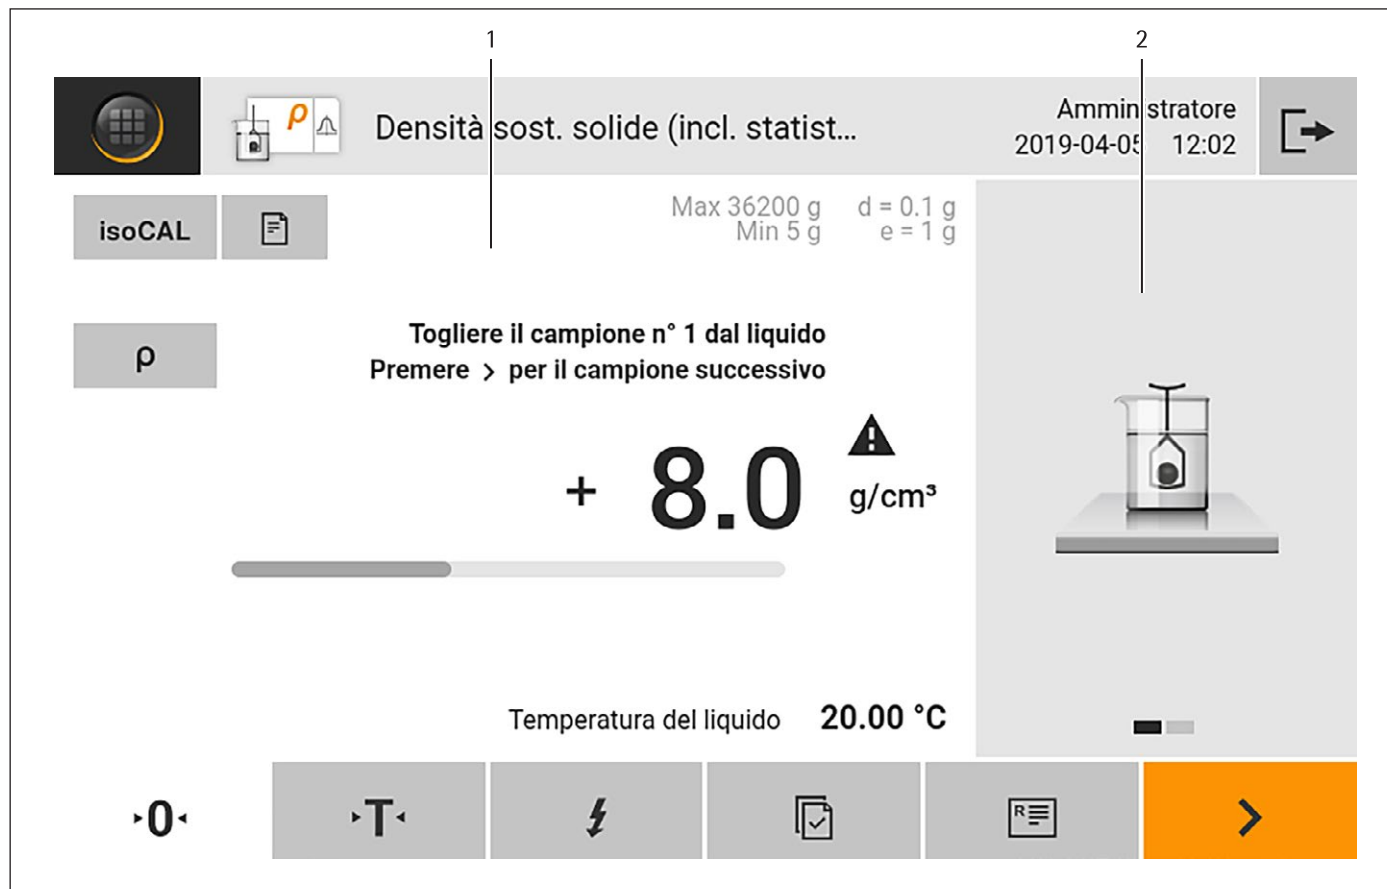 1
2
ρ
Densità sost. solide (incl. statist...
Amministratore
2019-04-05 12:02
isoCAL
Max 36200 g d = 0.1 g
Min 5 g e = 1 g
ρ
Togliere il campione n° 1 dal liquido
Premere > per il campione successivo
+ 8.0 g/cm³
Temperatura del liquido 20.00 °C
0
T
R